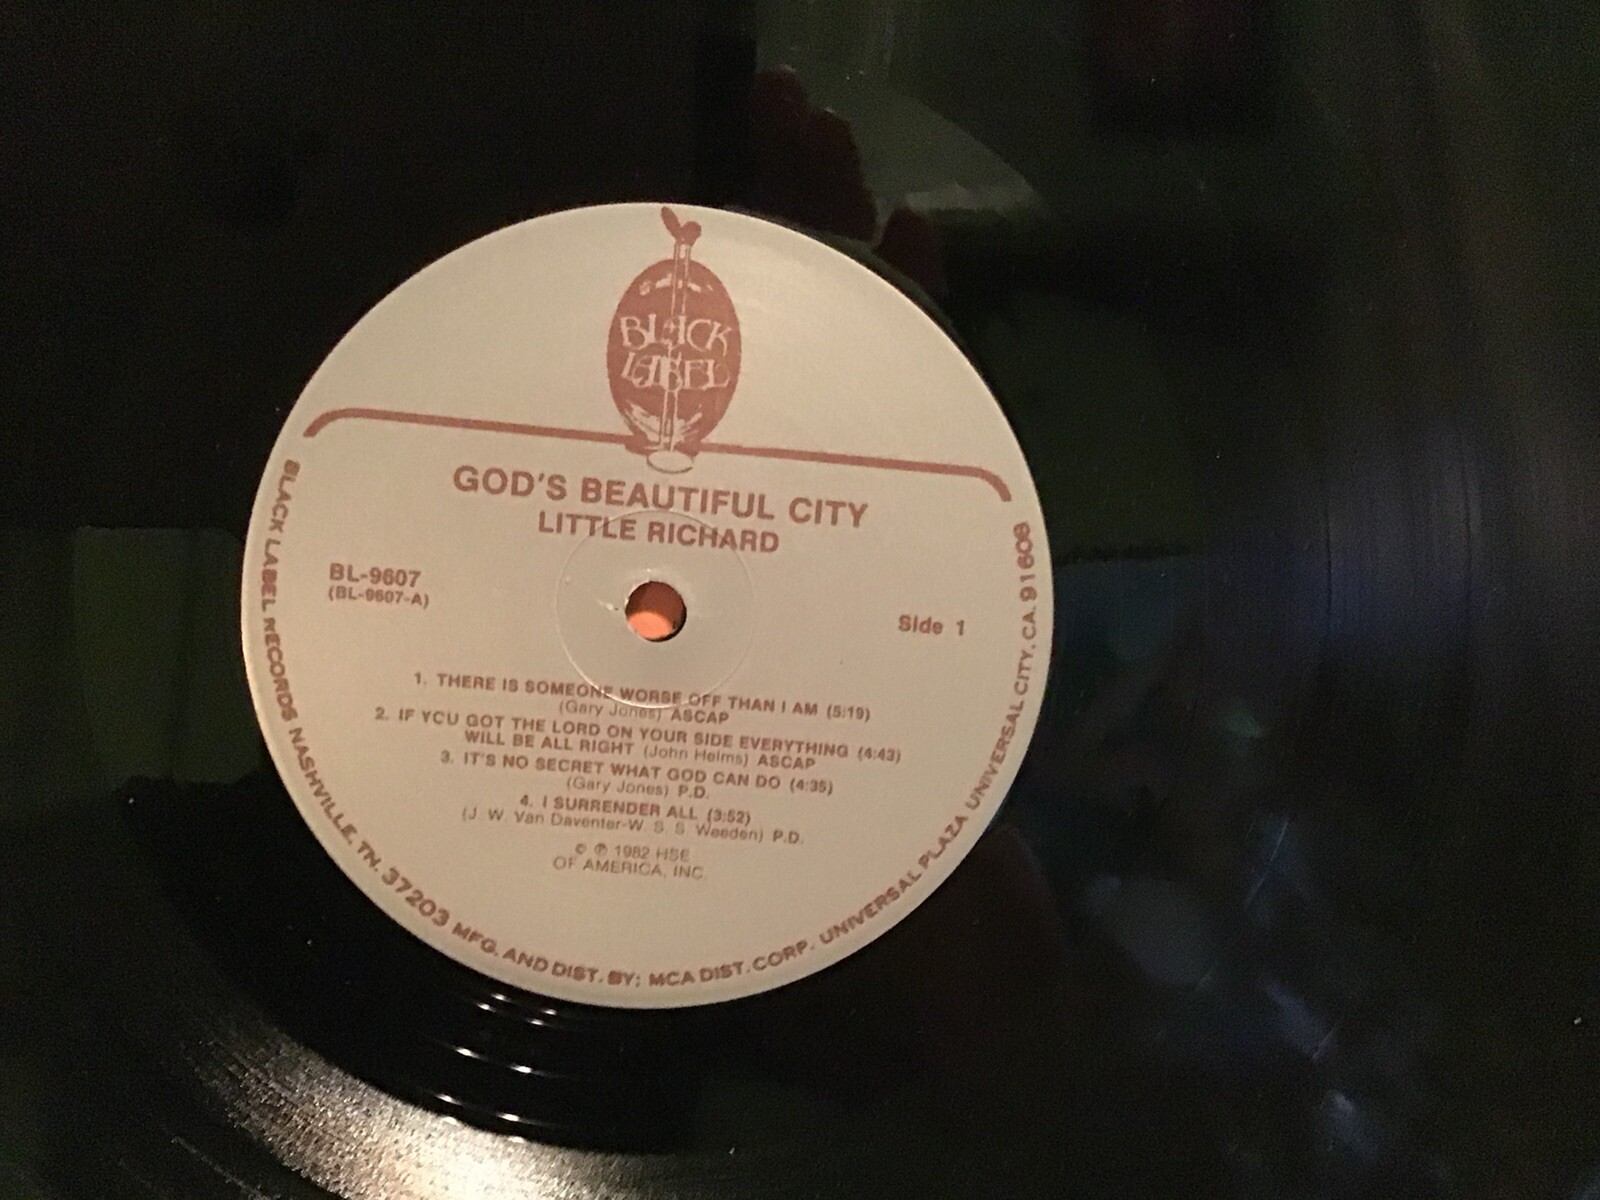 BLACK
LABEL
GOD'S BEAUTIFUL CITY
LITTLE RICHARD
BL-9607
(BL-9607-A)
Side 1
1. THERE IS SOMEONE WORSE OFF THAN I AM (5:19)
(Gary Jones) ASCAP
2. IF YOU GOT THE LORD ON YOUR SIDE EVERYTHING (4:43)
WILL BE ALL RIGHT (John Helms) ASCAP
3. IT'S NO SECRET WHAT GOD CAN DO (4:35)
(Gary Jones) P.D.
4. I SURRENDER ALL (3:52)
(J. W. Van Daventer-W. S. S. Weeden) P.D.
© ℗ 1982 HSE
OF AMERICA, INC.
BLACK LABEL RECORDS NASHVILLE, TN. 37203 MFG. AND DIST. BY; MCA DIST. CORP. UNIVERSAL PLAZA UNIVERSAL CITY, CA. 91608